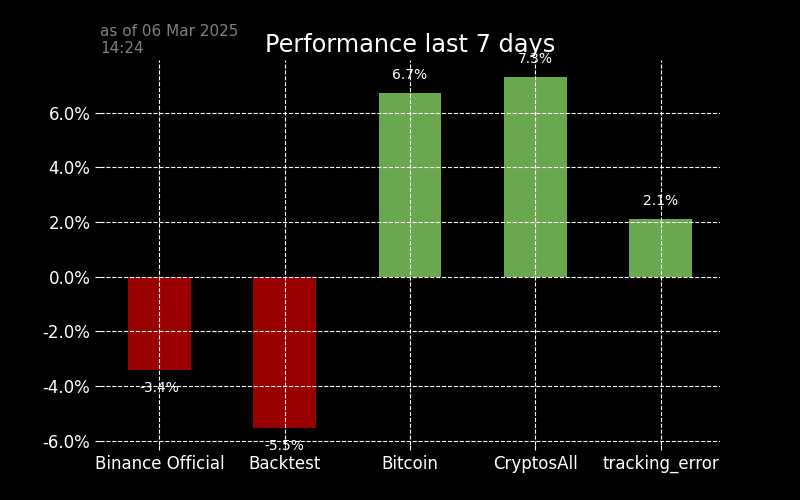 as of 06 Mar 2025
14:24
Performance last 7 days
6.7%
7.3%
2.1%
-3.4%
-5.5%
6.0%
4.0%
2.0%
0.0%
-2.0%
-4.0%
-6.0%
Binance Official
Backtest
Bitcoin
CryptosAll
tracking_error